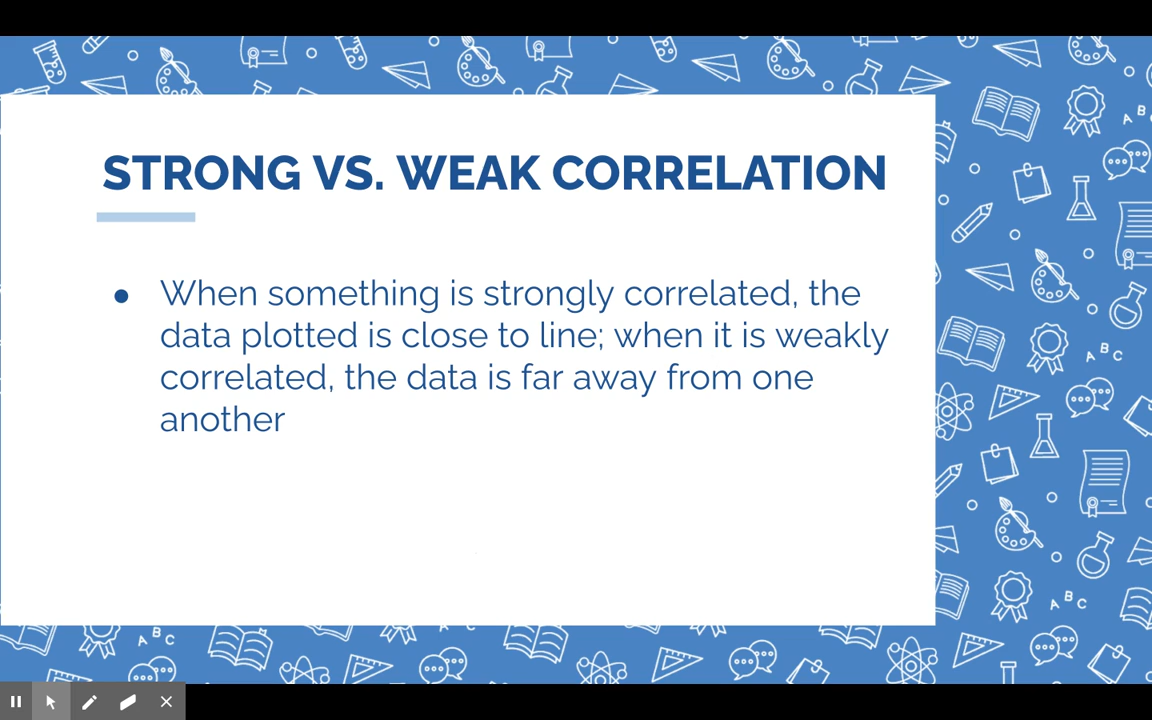 STRONG VS. WEAK CORRELATION
● When something is strongly correlated, the
data plotted is close to line; when it is weakly
correlated, the data is far away from one
another
A B C
A B C
A B C
A B C